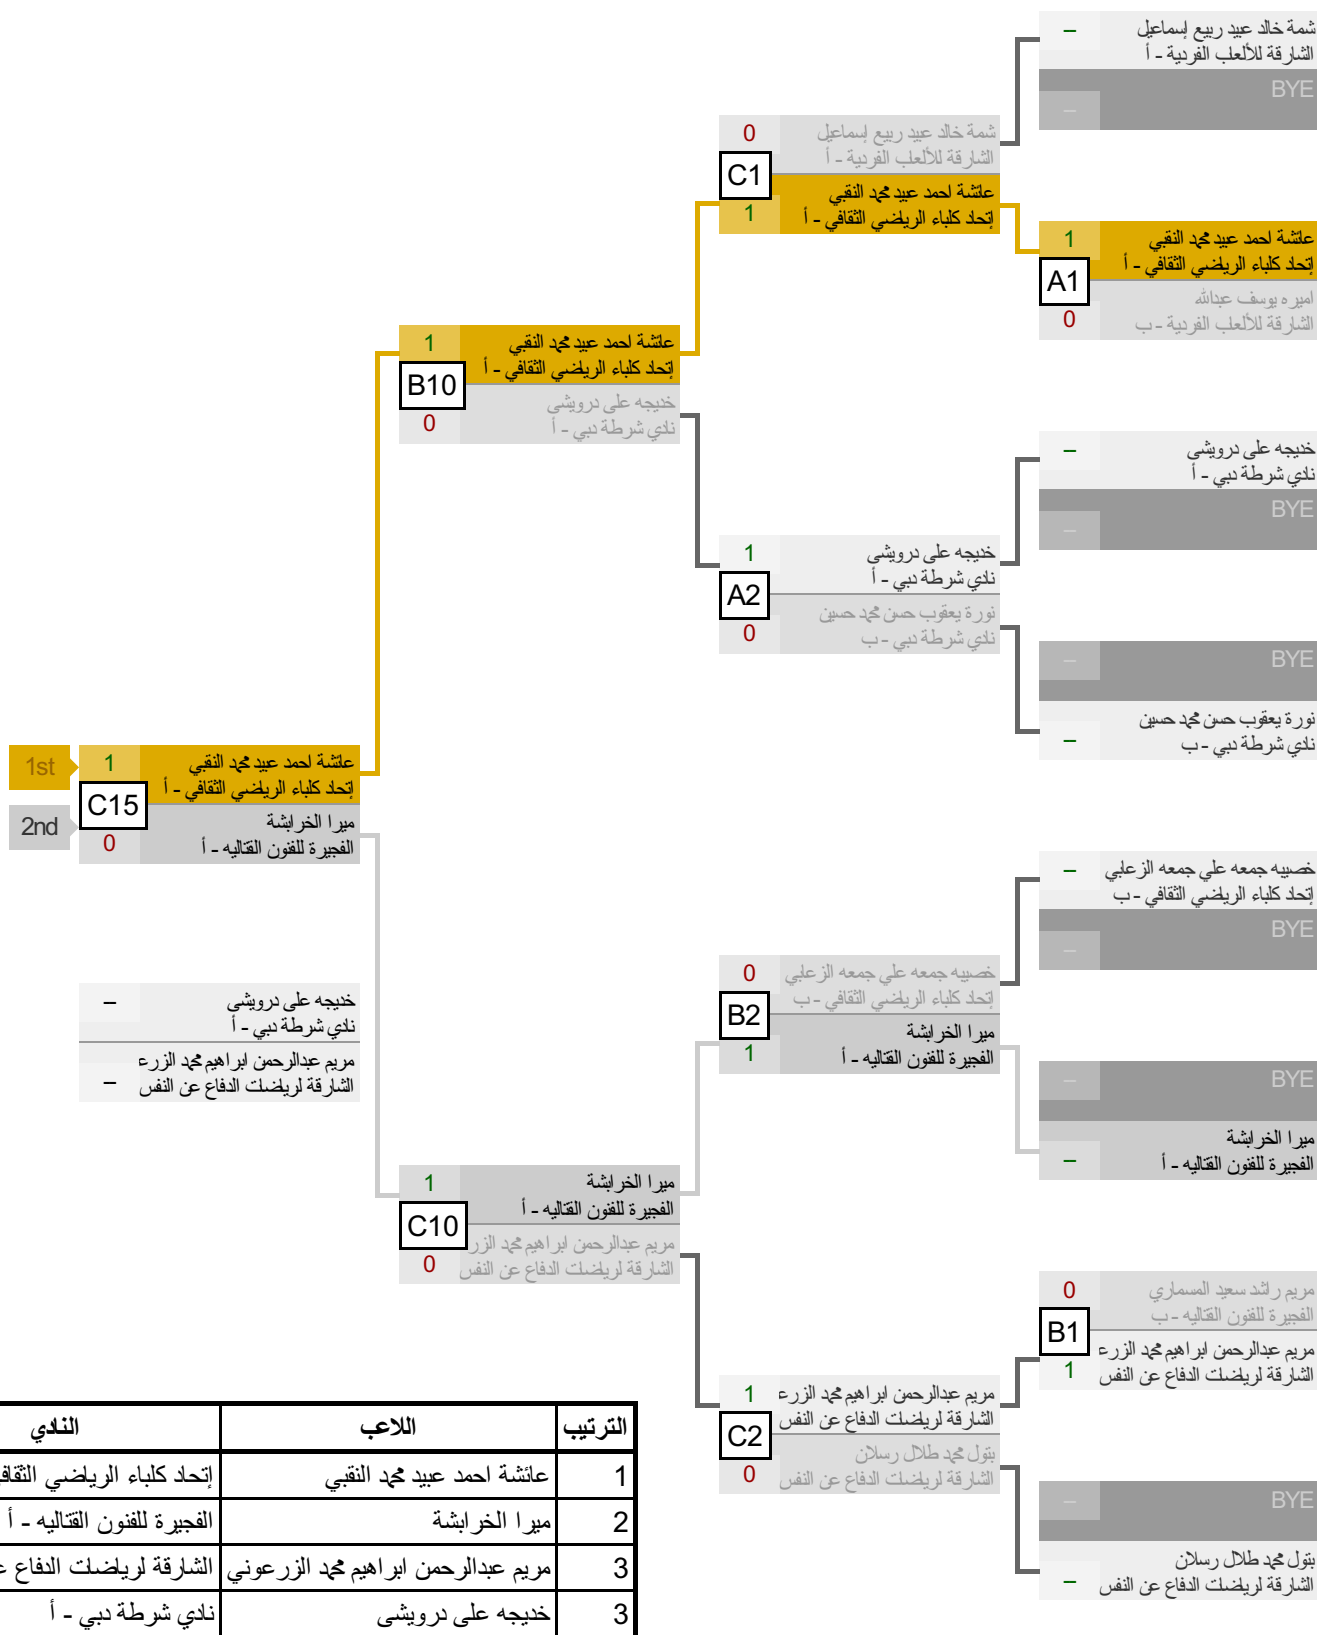 –
شمة خالد عبيد ربيع إسماعيل
الشارقة للألعاب الفردية - أ
BYE
–
0
شمة خالد عبيد ربيع إسماعيل
الشارقة للألعاب الفردية - أ
C1
عائشة احمد عبيد محمد النقبي
إتحاد كلباء الرياضي الثقافي - أ
1
1
عائشة احمد عبيد محمد النقبي
إتحاد كلباء الرياضي الثقافي - أ
A1
اميره يوسف عبدالله
الشارقة للألعاب الفردية - ب
0
1
عائشة احمد عبيد محمد النقبي
إتحاد كلباء الرياضي الثقافي - أ
B10
خديجه على درويشى
نادي شرطة دبي - أ
0
–
خديجه على درويشى
نادي شرطة دبي - أ
BYE
–
1
خديجه على درويشى
نادي شرطة دبي - أ
A2
نورة يعقوب حسن محمد حسين
نادي شرطة دبي - ب
0
–
BYE
نورة يعقوب حسن محمد حسين
نادي شرطة دبي - ب
–
1st
1
عائشة احمد عبيد محمد النقبي
إتحاد كلباء الرياضي الثقافي - أ
C15
2nd
ميرا الخرابشة
الفجيرة للفنون القتاليه - أ
0
–
خصيبه جمعه علي جمعه الزعابي
إتحاد كلباء الرياضي الثقافي - ب
BYE
–
0
خصيبه جمعه علي جمعه الزعابي
إتحاد كلباء الرياضي الثقافي - ب
B2
ميرا الخرابشة
الفجيرة للفنون القتاليه - أ
1
–
خديجه على درويشى
نادي شرطة دبي - أ
مريم عبدالرحمن ابراهيم محمد الزرع
الشارقة لرياضات الدفاع عن النفس
–
–
BYE
ميرا الخرابشة
الفجيرة للفنون القتاليه - أ
–
1
ميرا الخرابشة
الفجيرة للفنون القتاليه - أ
C10
مريم عبدالرحمن ابراهيم محمد الزر
الشارقة لرياضات الدفاع عن النفس
0
0
مريم راشد سعيد المسماري
الفجيرة للفنون القتاليه - ب
B1
مريم عبدالرحمن ابراهيم محمد الزرع
الشارقة لرياضات الدفاع عن النفس
1
1
مريم عبدالرحمن ابراهيم محمد الزرع
الشارقة لرياضات الدفاع عن النفس
C2
بتول محمد طلال رسلان
الشارقة لرياضات الدفاع عن النفس
0
–
BYE
بتول محمد طلال رسلان
الشارقة لرياضات الدفاع عن النفس
–
الترتيب اللاعب النادي
1 عائشة احمد عبيد محمد النقبي إتحاد كلباء الرياضي الثقاف
2 ميرا الخرابشة الفجيرة للفنون القتاليه - أ
3 مريم عبدالرحمن ابراهيم محمد الزرعوني الشارقة لرياضات الدفاع ع
3 خديجه على درويشى نادي شرطة دبي - أ